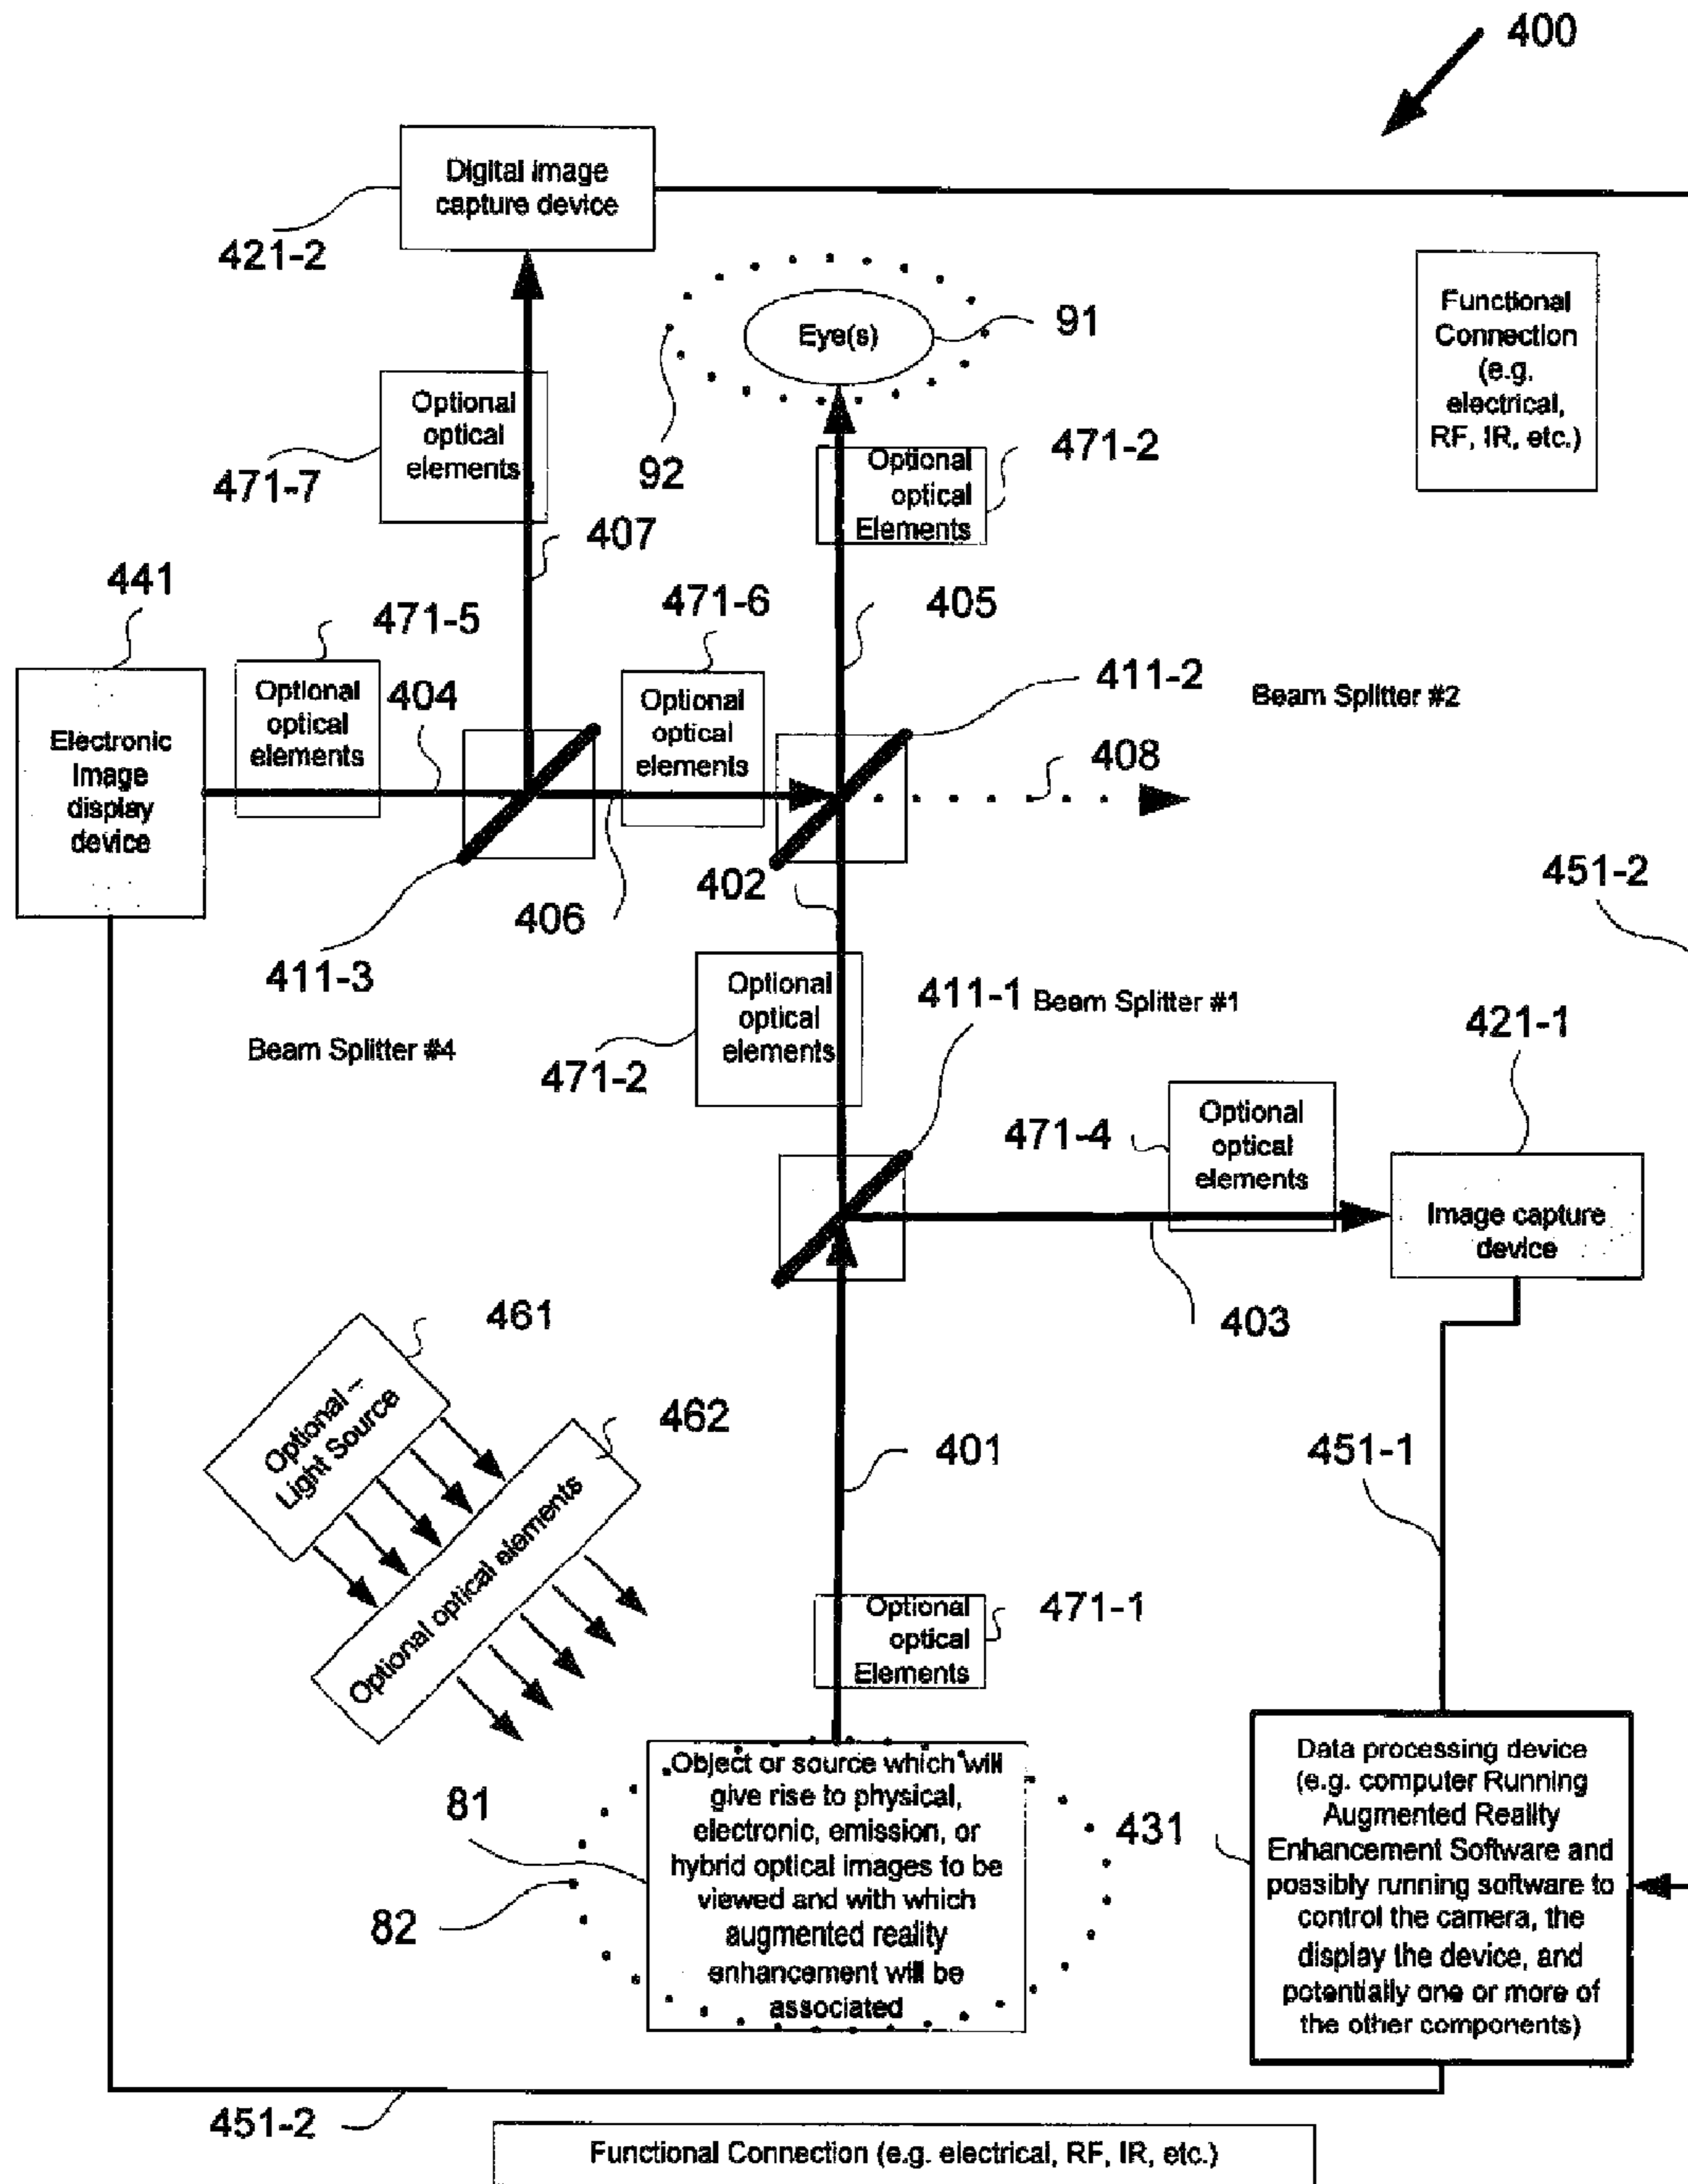 400
Digital image
capture device
421-2
Functional
Connection
(e.g.
electrical,
RF, IR, etc.)
Eye(s)
91
92
Optional
optical
elements
471-7
Optional
optical
Elements
471-2
407
441
471-5
471-6
405
Optional
optical
elements
404
Optional
optical
elements
411-2
Beam Splitter #2
Electronic
Image
display
device
408
402
406
451-2
411-3
Beam Splitter #4
Optional
optical
elements
471-2
411-1
Beam Splitter #1
421-1
471-4
Optional
optical
elements
Image capture
device
403
461
Optional –
Light Source
462
Optional optical elements
401
451-1
Optional
optical
Elements
471-1
Object or source which will
give rise to physical,
electronic, emission, or
hybrid optical images to be
viewed and with which
augmented reality
enhancement will be
associated
81
82
431
Data processing device
(e.g. computer Running
Augmented Reality
Enhancement Software and
possibly running software to
control the camera, the
display the device, and
potentially one or more of
the other components)
451-2
Functional Connection (e.g. electrical, RF, IR, etc.)